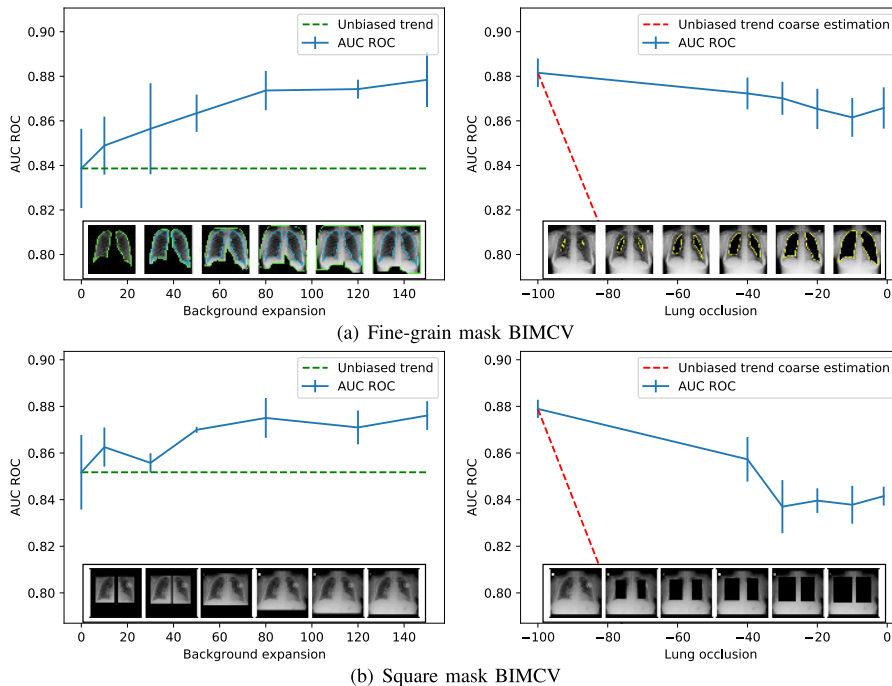 0.90
0.88
0.86
0.84
0.82
0.80
AUC ROC
Unbiased trend
AUC ROC
0 20 40 60 80 100 120 140
Background expansion
0.90
0.88
0.86
0.84
0.82
0.80
AUC ROC
Unbiased trend coarse estimation
AUC ROC
−100 −80 −60 −40 −20 0
Lung occlusion
(a) Fine-grain mask BIMCV
0.90
0.88
0.86
0.84
0.82
0.80
AUC ROC
Unbiased trend
AUC ROC
0 20 40 60 80 100 120 140
Background expansion
0.90
0.88
0.86
0.84
0.82
0.80
AUC ROC
Unbiased trend coarse estimation
AUC ROC
−100 −80 −60 −40 −20 0
Lung occlusion
(b) Square mask BIMCV